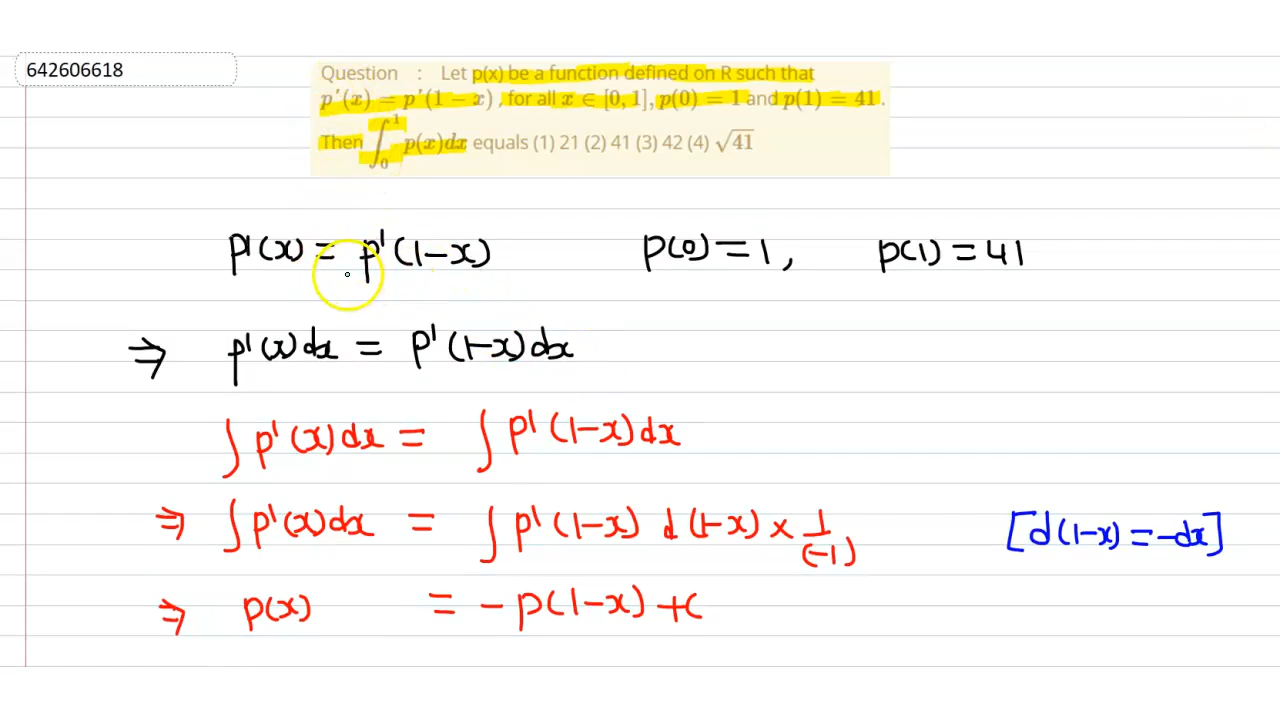 642606618
Question : Let p(x) be a function defined on R such that
p′(x) = p′(1 − x) , for all x ∈ [0, 1], p(0) = 1 and p(1) = 41 .
Then ∫₀¹ p(x)dx equals (1) 21 (2) 41 (3) 42 (4) √41
p'(x) = p'(1-x) p(0) = 1, p(1) = 41
⇒ p'(x)dx = p'(1-x)dx
∫p'(x)dx = ∫ p'(1-x)dx
⇒ ∫p'(x)dx = ∫ p'(1-x) d(1-x) × 1/(-1) [d(1-x) = -dx]
⇒ p(x) = - p(1-x) + C